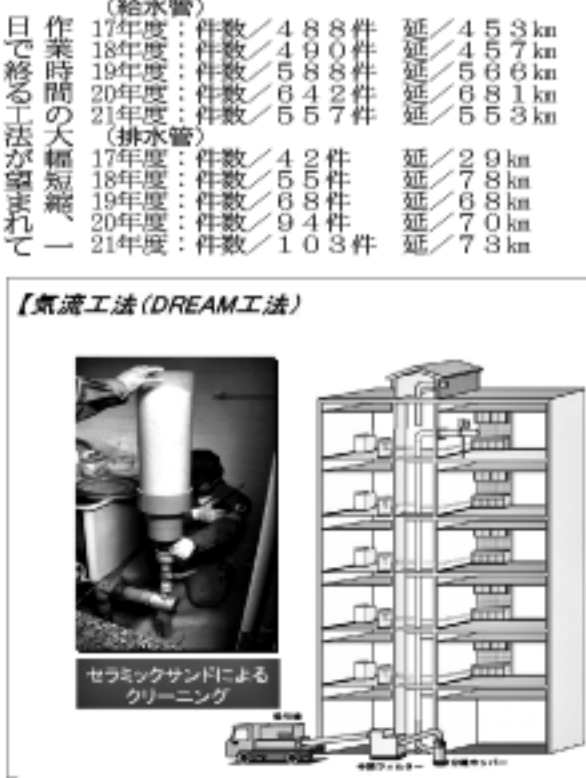 (給水管)
17年度：件数／４８８件　延／４５３㎞
18年度：件数／４９０件　延／４５７㎞
19年度：件数／５８８件　延／５６６㎞
20年度：件数／６４２件　延／６８１㎞
21年度：件数／５５７件　延／５５３㎞
(排水管)
17年度：件数／４２件　延／２９㎞
18年度：件数／５５件　延／７８㎞
19年度：件数／６８件　延／６８㎞
20年度：件数／９４件　延／７０㎞
21年度：件数／１０３件　延／７３㎞
作業時間の大幅短縮、一
日で終る工法が望まれて
【気流工法(DREAM工法)
セラミックサンドによる
クリーニング
中間フィルター